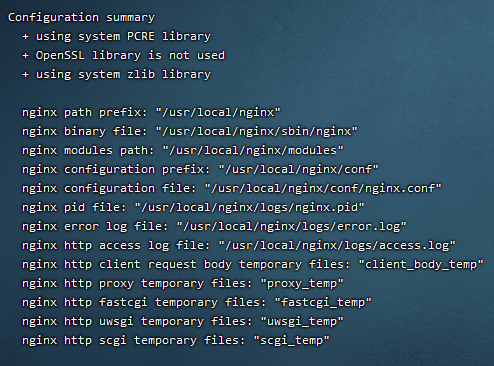 Configuration summary
+ using system PCRE library
+ OpenSSL library is not used
+ using system zlib library
nginx path prefix: "/usr/local/nginx"
nginx binary file: "/usr/local/nginx/sbin/nginx"
nginx modules path: "/usr/local/nginx/modules"
nginx configuration prefix: "/usr/local/nginx/conf"
nginx configuration file: "/usr/local/nginx/conf/nginx.conf"
nginx pid file: "/usr/local/nginx/logs/nginx.pid"
nginx error log file: "/usr/local/nginx/logs/error.log"
nginx http access log file: "/usr/local/nginx/logs/access.log"
nginx http client request body temporary files: "client_body_temp"
nginx http proxy temporary files: "proxy_temp"
nginx http fastcgi temporary files: "fastcgi_temp"
nginx http uwsgi temporary files: "uwsgi_temp"
nginx http scgi temporary files: "scgi_temp"